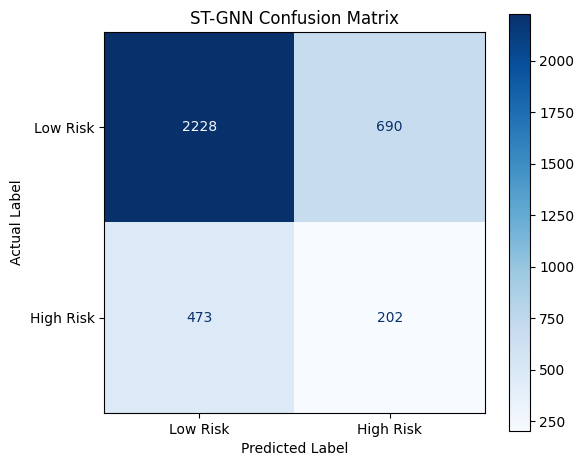 ST-GNN Confusion Matrix
Actual Label
Low Risk
2228
690
High Risk
473
202
Low Risk
High Risk
Predicted Label
2000
1750
1500
1250
1000
750
500
250